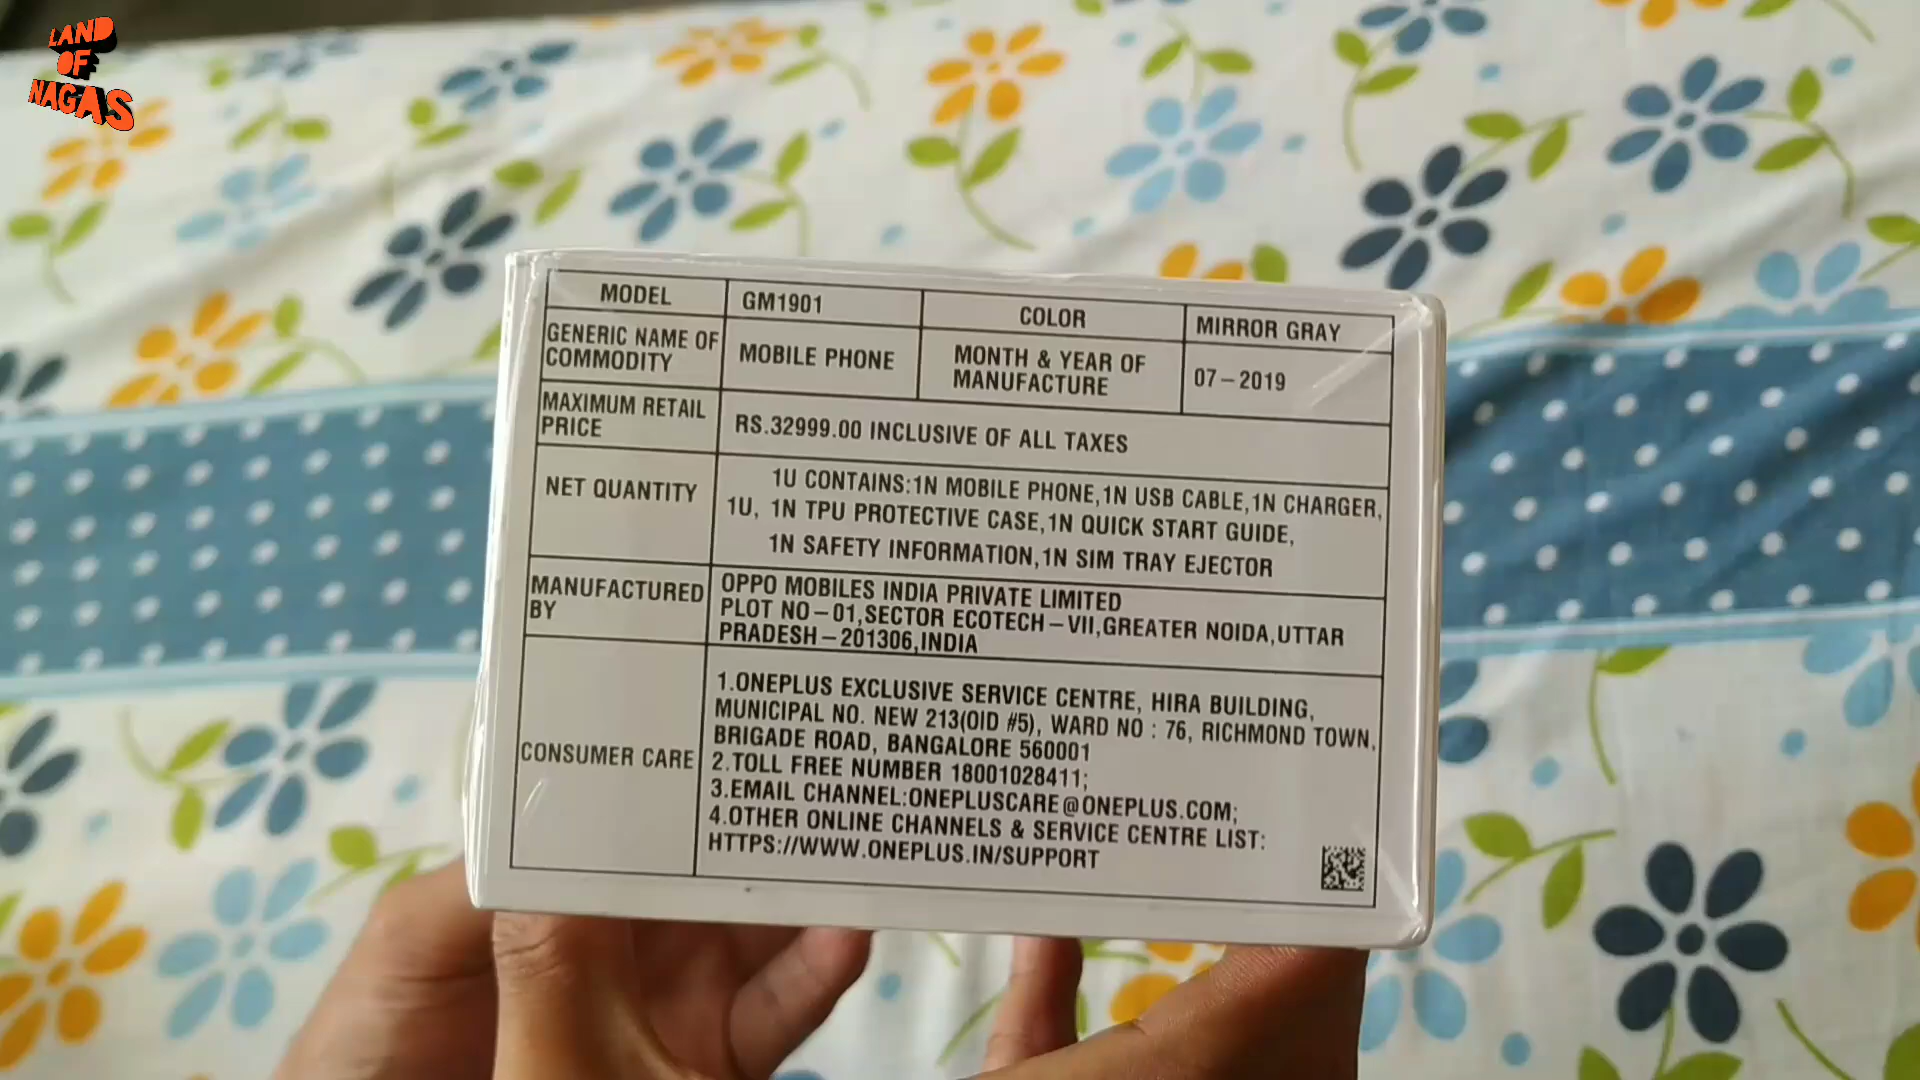 LAND
OF
NAGAS
MODEL
GM1901
COLOR
MIRROR GRAY
GENERIC NAME OF
COMMODITY
MOBILE PHONE
MONTH & YEAR OF
MANUFACTURE
07-2019
MAXIMUM RETAIL
PRICE
RS.32999.00 INCLUSIVE OF ALL TAXES
NET QUANTITY
1U CONTAINS:1N MOBILE PHONE,1N USB CABLE,1N CHARGER,
1U, 1N TPU PROTECTIVE CASE,1N QUICK START GUIDE,
1N SAFETY INFORMATION,1N SIM TRAY EJECTOR
MANUFACTURED
BY
OPPO MOBILES INDIA PRIVATE LIMITED
PLOT NO-01,SECTOR ECOTECH-VII,GREATER NOIDA,UTTAR
PRADESH-201306,INDIA
CONSUMER CARE
1.ONEPLUS EXCLUSIVE SERVICE CENTRE, HIRA BUILDING,
MUNICIPAL NO. NEW 213(OID #5), WARD NO : 76, RICHMOND TOWN,
BRIGADE ROAD, BANGALORE 560001
2.TOLL FREE NUMBER 18001028411;
3.EMAIL CHANNEL:ONEPLUSCARE@ONEPLUS.COM;
4.OTHER ONLINE CHANNELS & SERVICE CENTRE LIST:
HTTPS://WWW.ONEPLUS.IN/SUPPORT